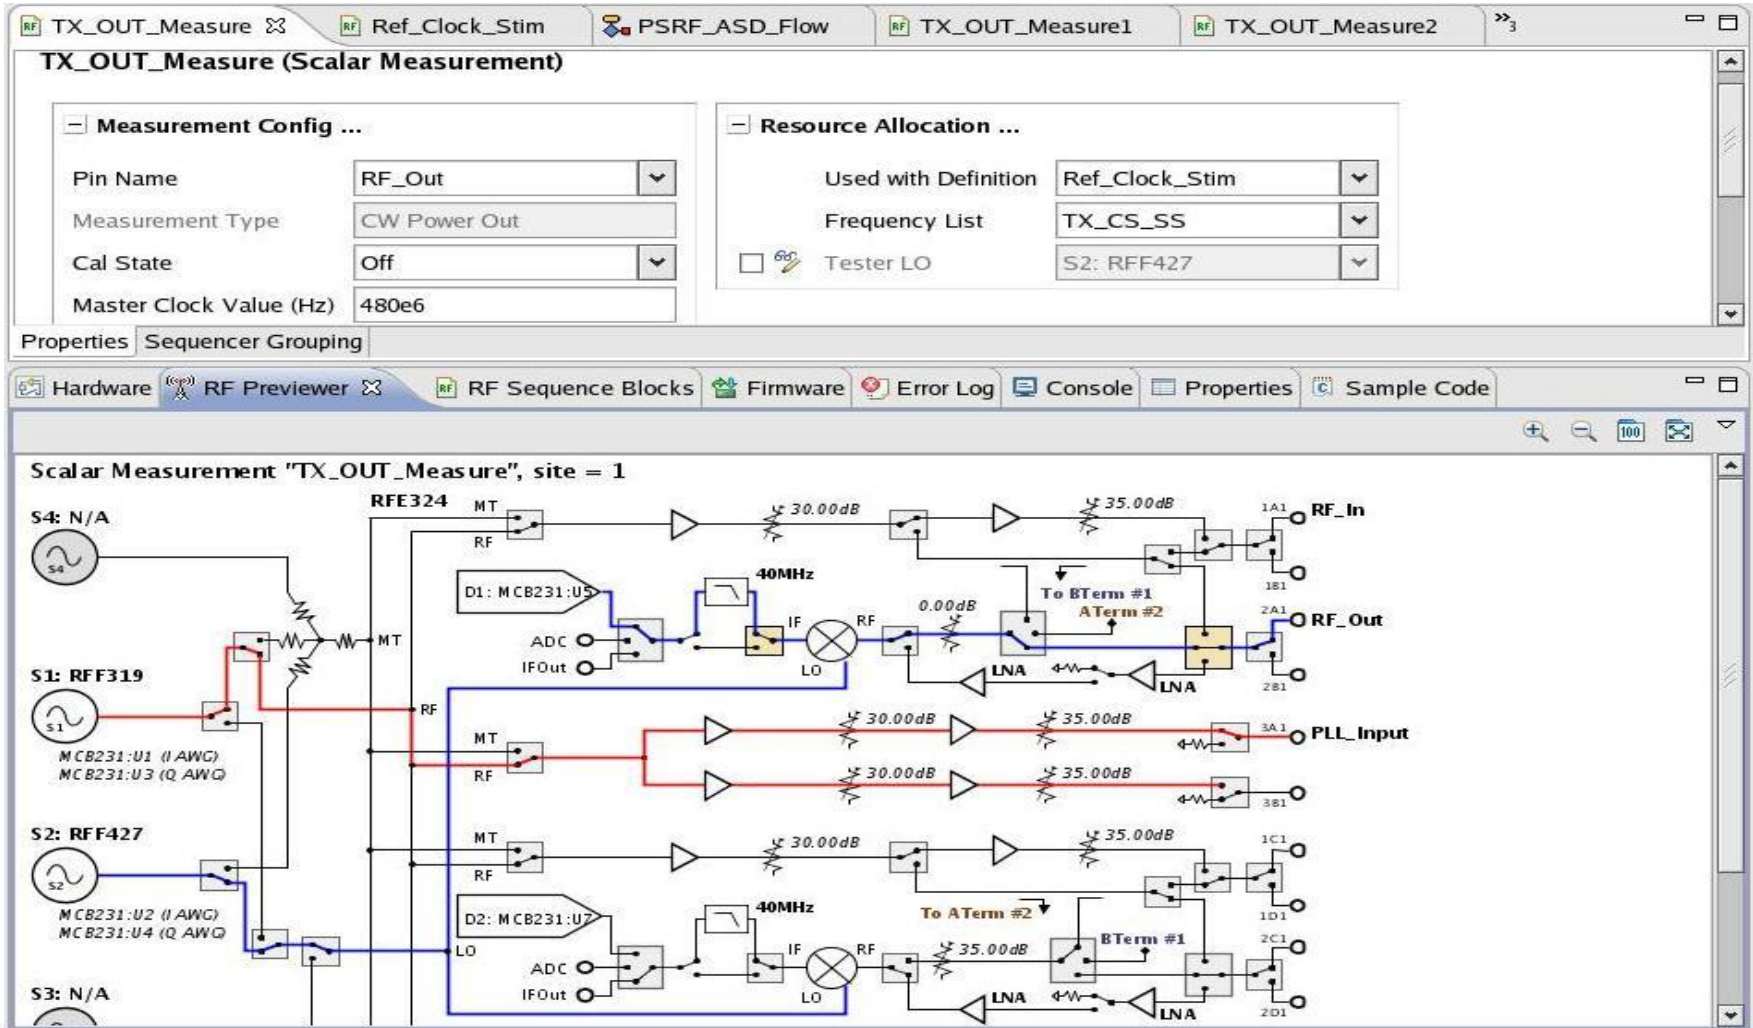 TX_OUT_Measure Ref_Clock_Stim PSRF_ASD_Flow TX_OUT_Measure1 TX_OUT_Measure2 »3
TX_OUT_Measure (Scalar Measurement)
Measurement Config ... Resource Allocation ...
Pin Name RF_Out Used with Definition Ref_Clock_Stim
Measurement Type CW Power Out Frequency List TX_CS_SS
Cal State Off Tester LO S2: RFF427
Master Clock Value (Hz) 480e6
Properties Sequencer Grouping
Hardware RF Previewer RF Sequence Blocks Firmware Error Log Console Properties Sample Code
100
Scalar Measurement "TX_OUT_Measure", site = 1
S4: N/A RFE324 MT 30.00dB 35.00dB 1A1 RF_In
RF
S4 D1: MCB231:U5 40MHz To BTerm #1 1B1
ATerm #2
0.00dB 2A1 RF_Out
MT ADC IF RF
IFOut LO LNA LNA 2B1
S1: RFF319
RF
S1 MT 30.00dB 35.00dB 3A1 PLL_Input
MCB231:U1 (I AWG)
MCB231:U3 (Q AWG) RF 30.00dB 35.00dB 3B1
S2: RFF427 MT 30.00dB 35.00dB 1C1
RF
S2
MCB231:U2 (I AWG) D2: MCB231:U7 40MHz To ATerm #2 1D1
MCB231:U4 (Q AWG)
BTerm #1 2C1
LO IF RF 35.00dB
ADC
S3: N/A IFOut LO LNA LNA 2D1